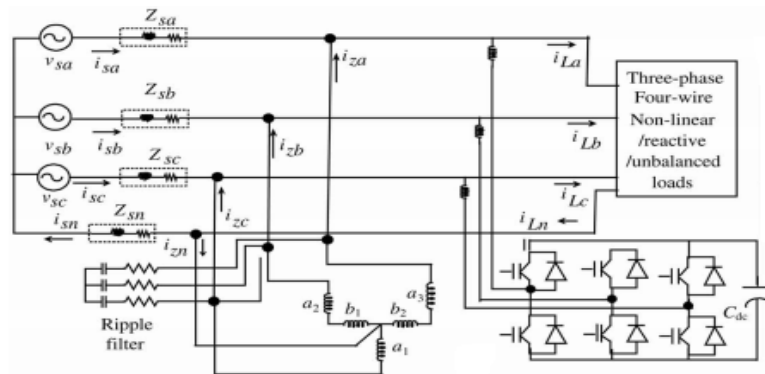 Z_sa
v_sa
i_sa
i_za
i_La
Three-phase
Four-wire
Non-linear
/reactive
/unbalanced
loads
Z_sb
v_sb
i_sb
i_zb
i_Lb
Z_sc
v_sc
i_sc
i_zc
i_Lc
i_sn
Z_sn
i_zn
i_Ln
Ripple
filter
a_2
b_1
b_2
a_3
a_1
C_dc